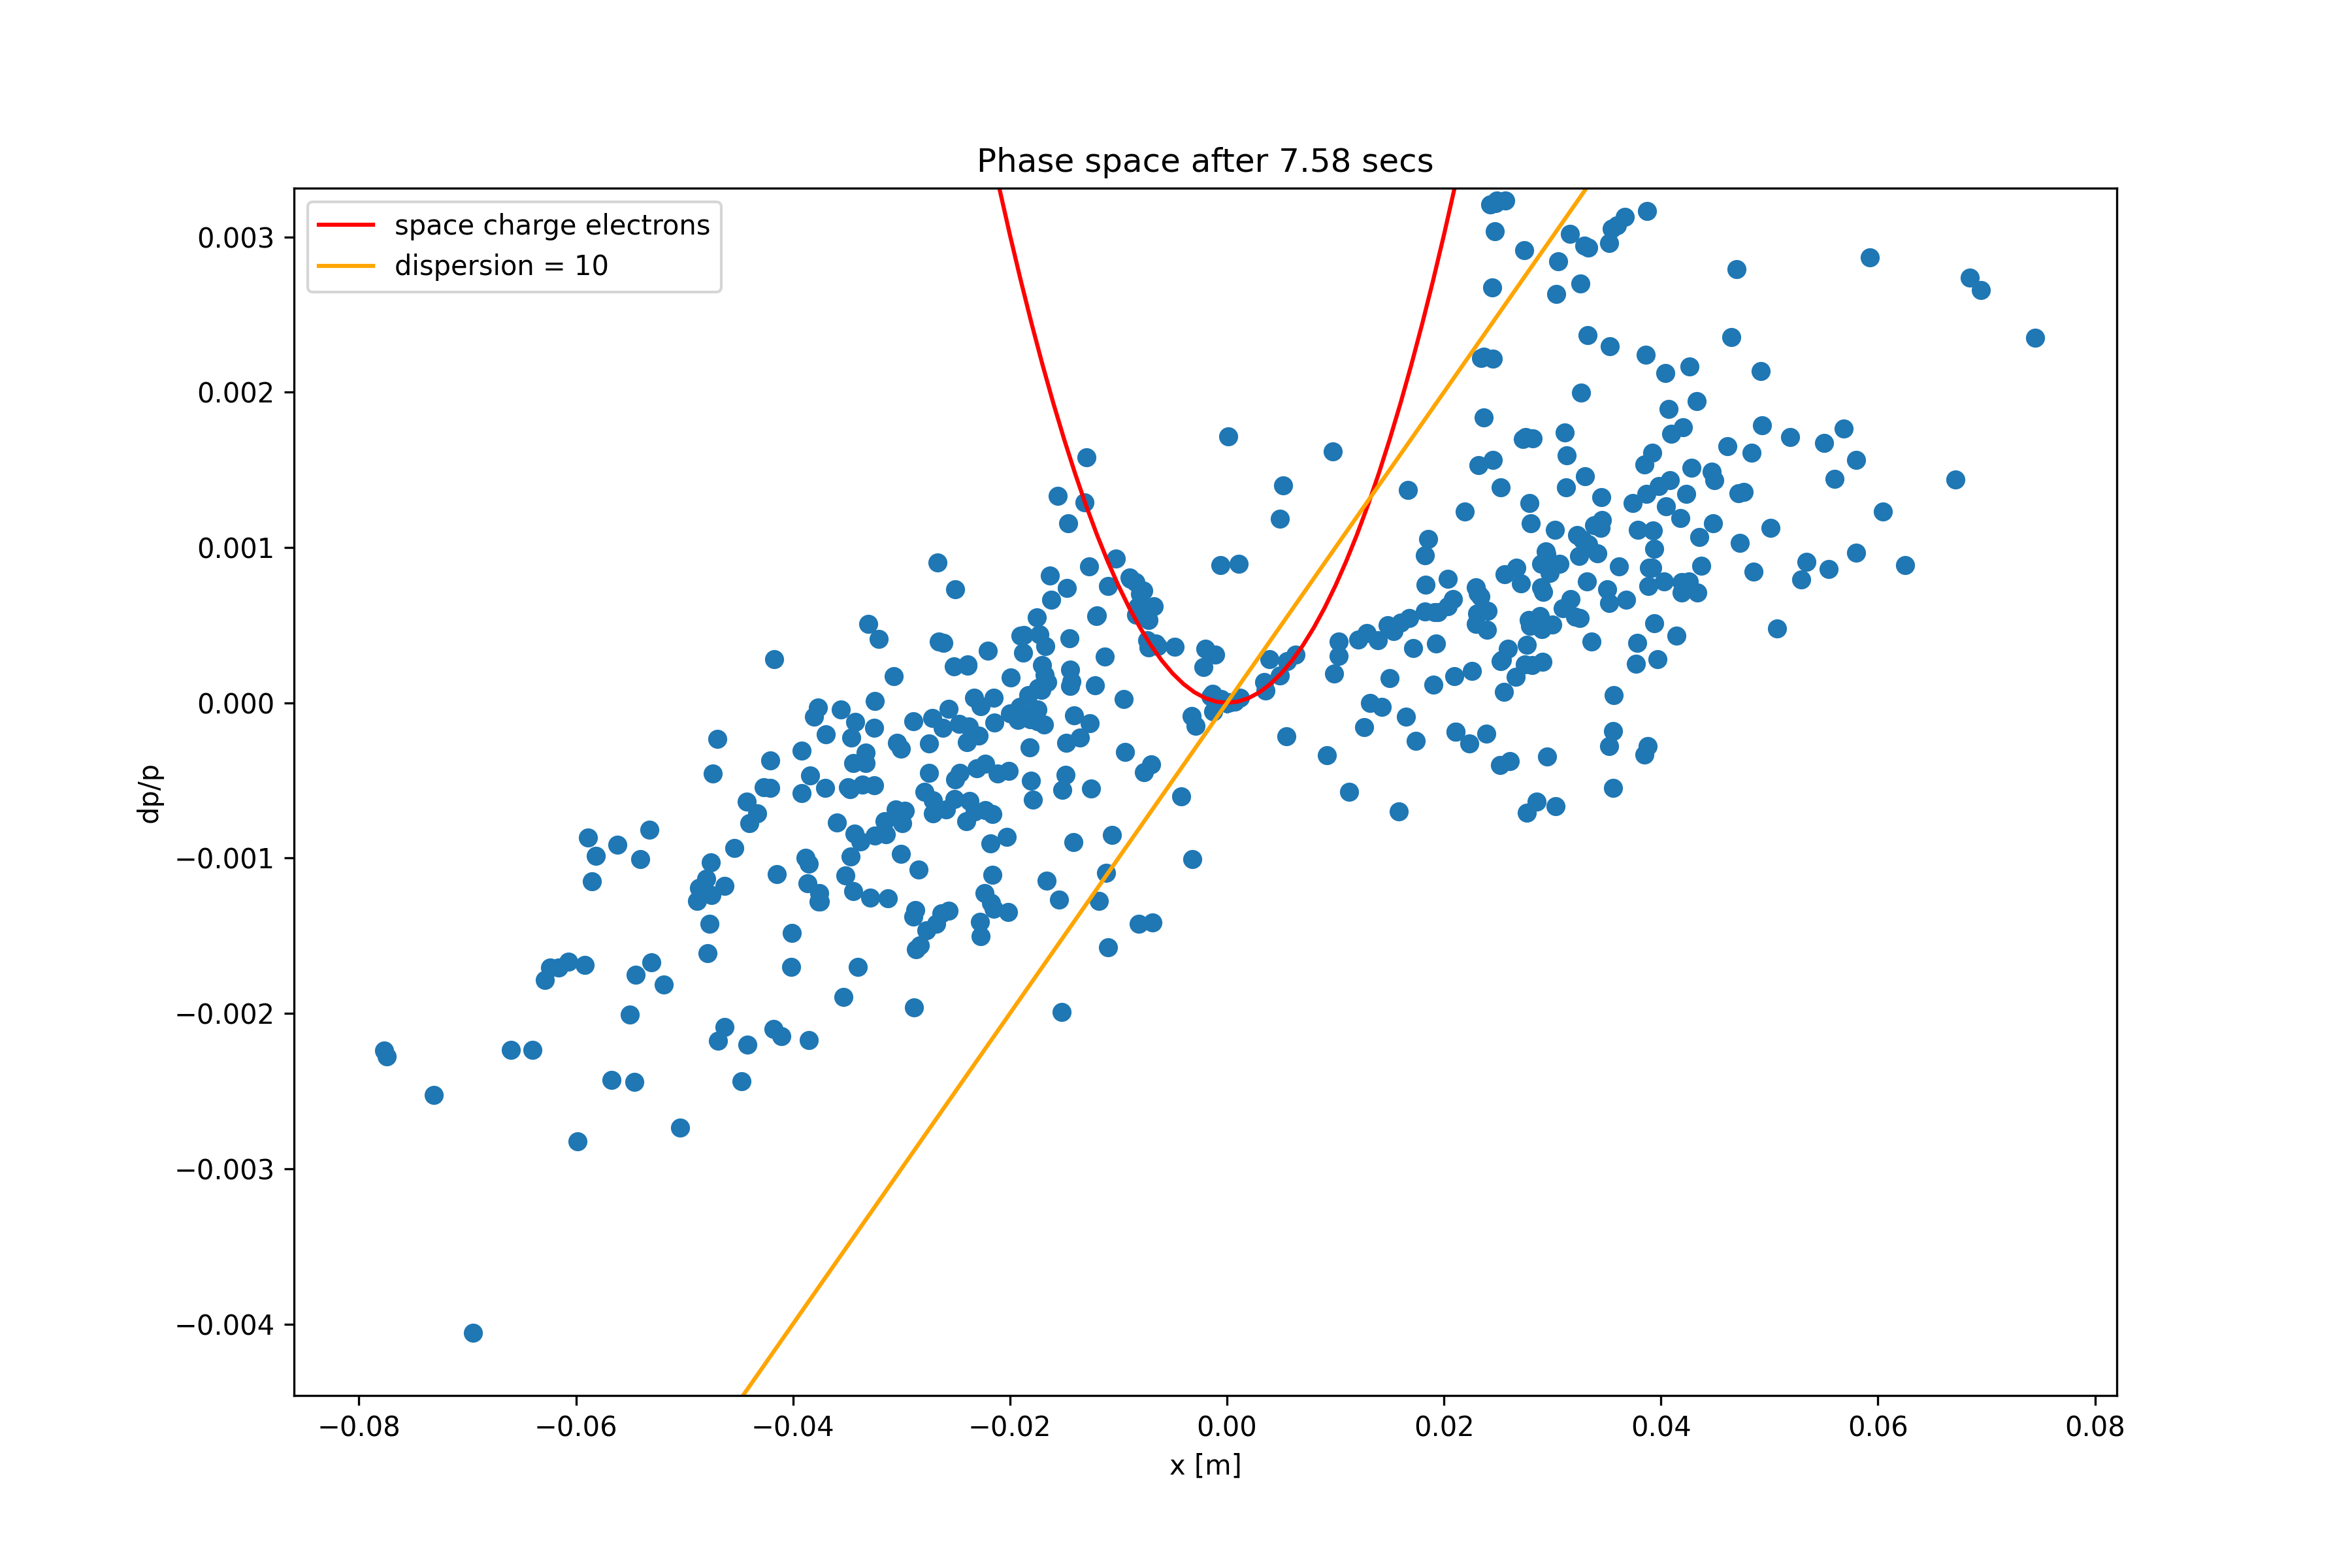 Phase space after 7.58 secs
space charge electrons
dispersion = 10
0.003
0.002
0.001
0.000
−0.001
−0.002
−0.003
−0.004
dp/p
−0.08 −0.06 −0.04 −0.02 0.00 0.02 0.04 0.06 0.08
x [m]